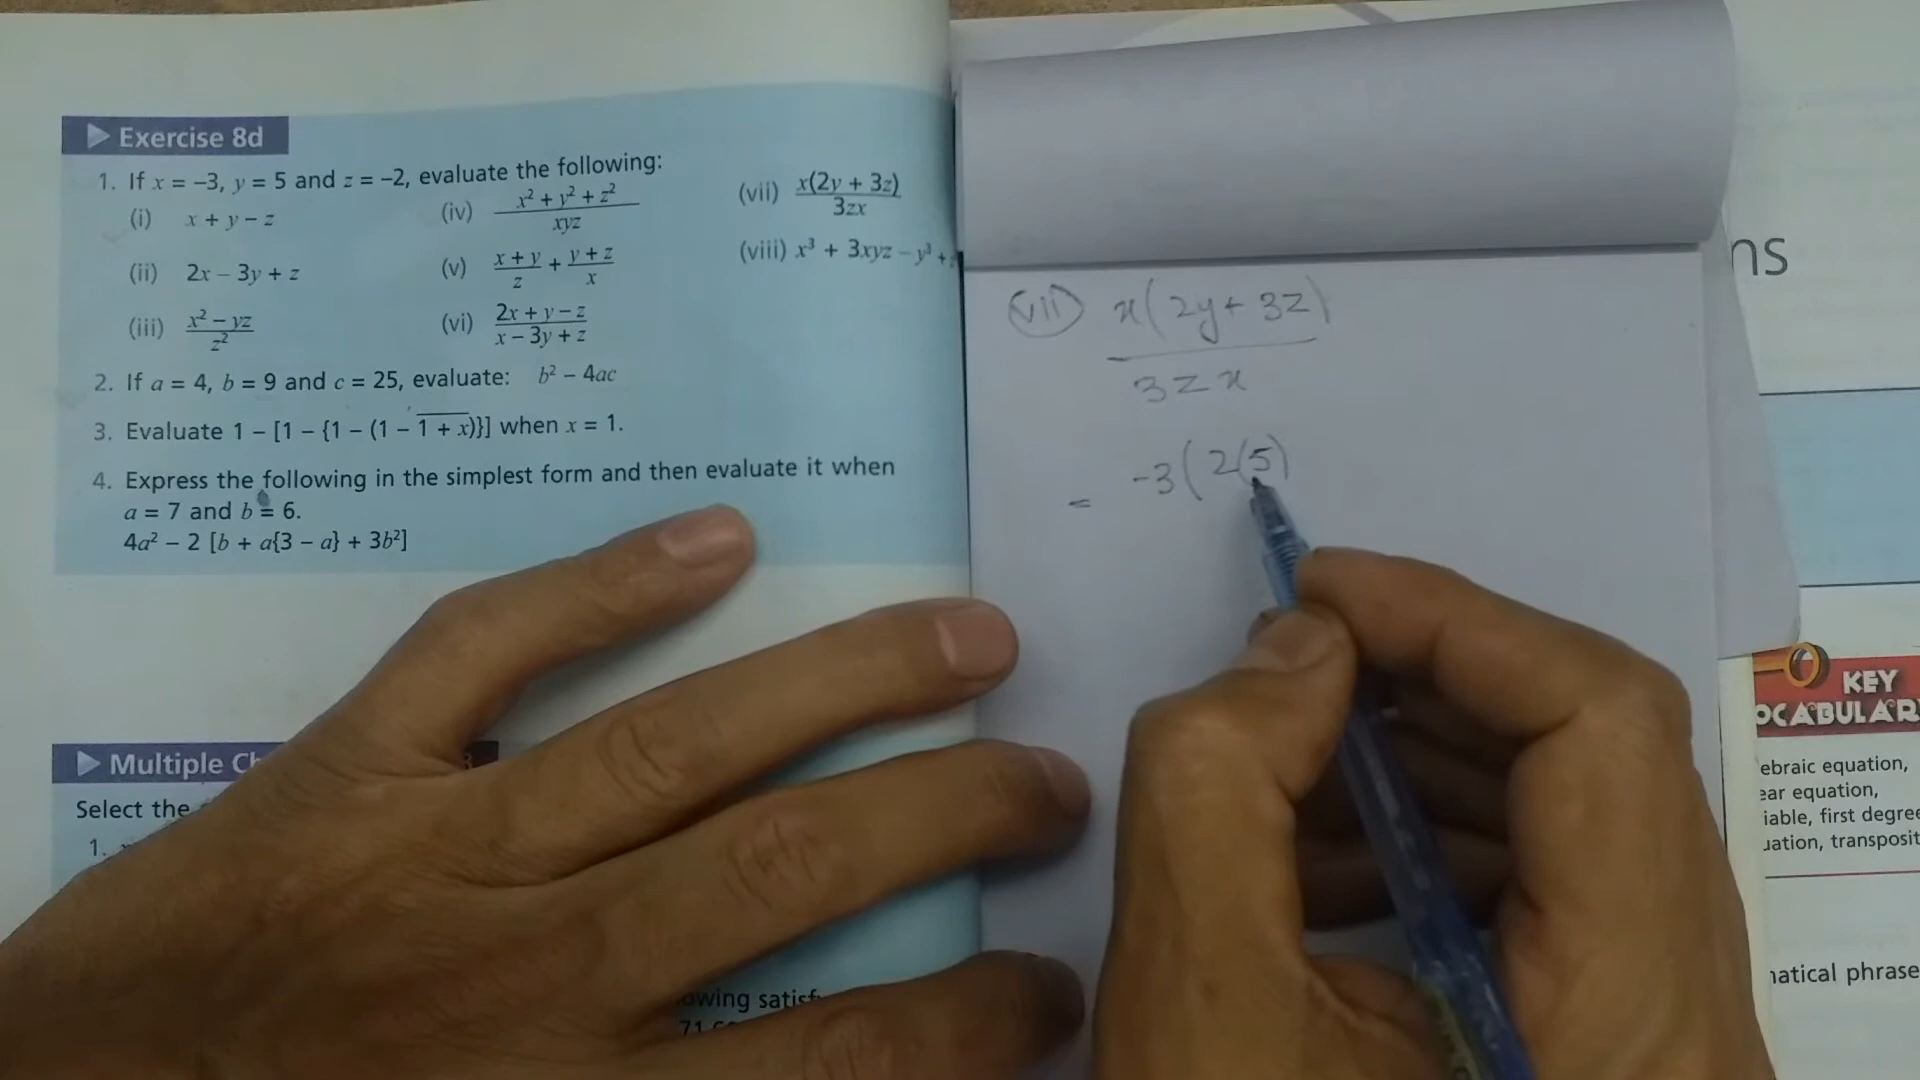 Exercise 8d
1. If x = –3, y = 5 and z = –2, evaluate the following:
(i) x + y – z
(ii) 2x – 3y + z
(iii) x² – yz / z²
(iv) x² + y² + z² / xyz
(v) x + y / z + y + z / x
(vi) 2x + y – z / x – 3y + z
(vii) x(2y + 3z) / 3zx
(viii) x³ + 3xyz – y³ +
2. If a = 4, b = 9 and c = 25, evaluate: b² – 4ac
3. Evaluate 1 – [1 – {1 – (1 – 1 + x)}] when x = 1.
4. Express the following in the simplest form and then evaluate it when
a = 7 and b = 6.
4a² – 2 [b + a{3 – a} + 3b²]
Multiple
Select the
1.
owing
71
(vii) x(2y + 3z)
3zx
= -3(2(5)
ns
KEY
OCABULAR
ebraic equation,
ear equation,
iable, first degree
uation, transposit
natical phrase